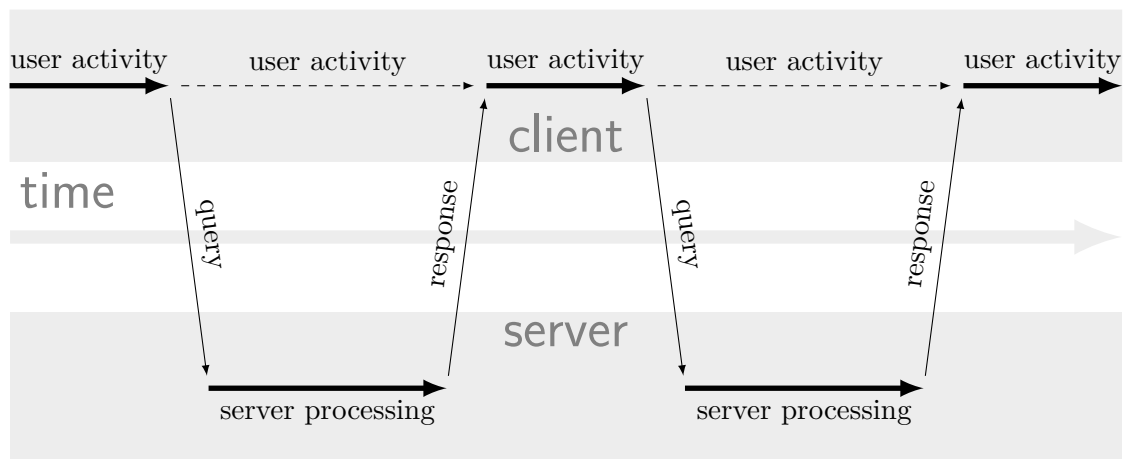 user activity
user activity
user activity
user activity
user activity
client
time
query
response
query
response
server
server processing
server processing